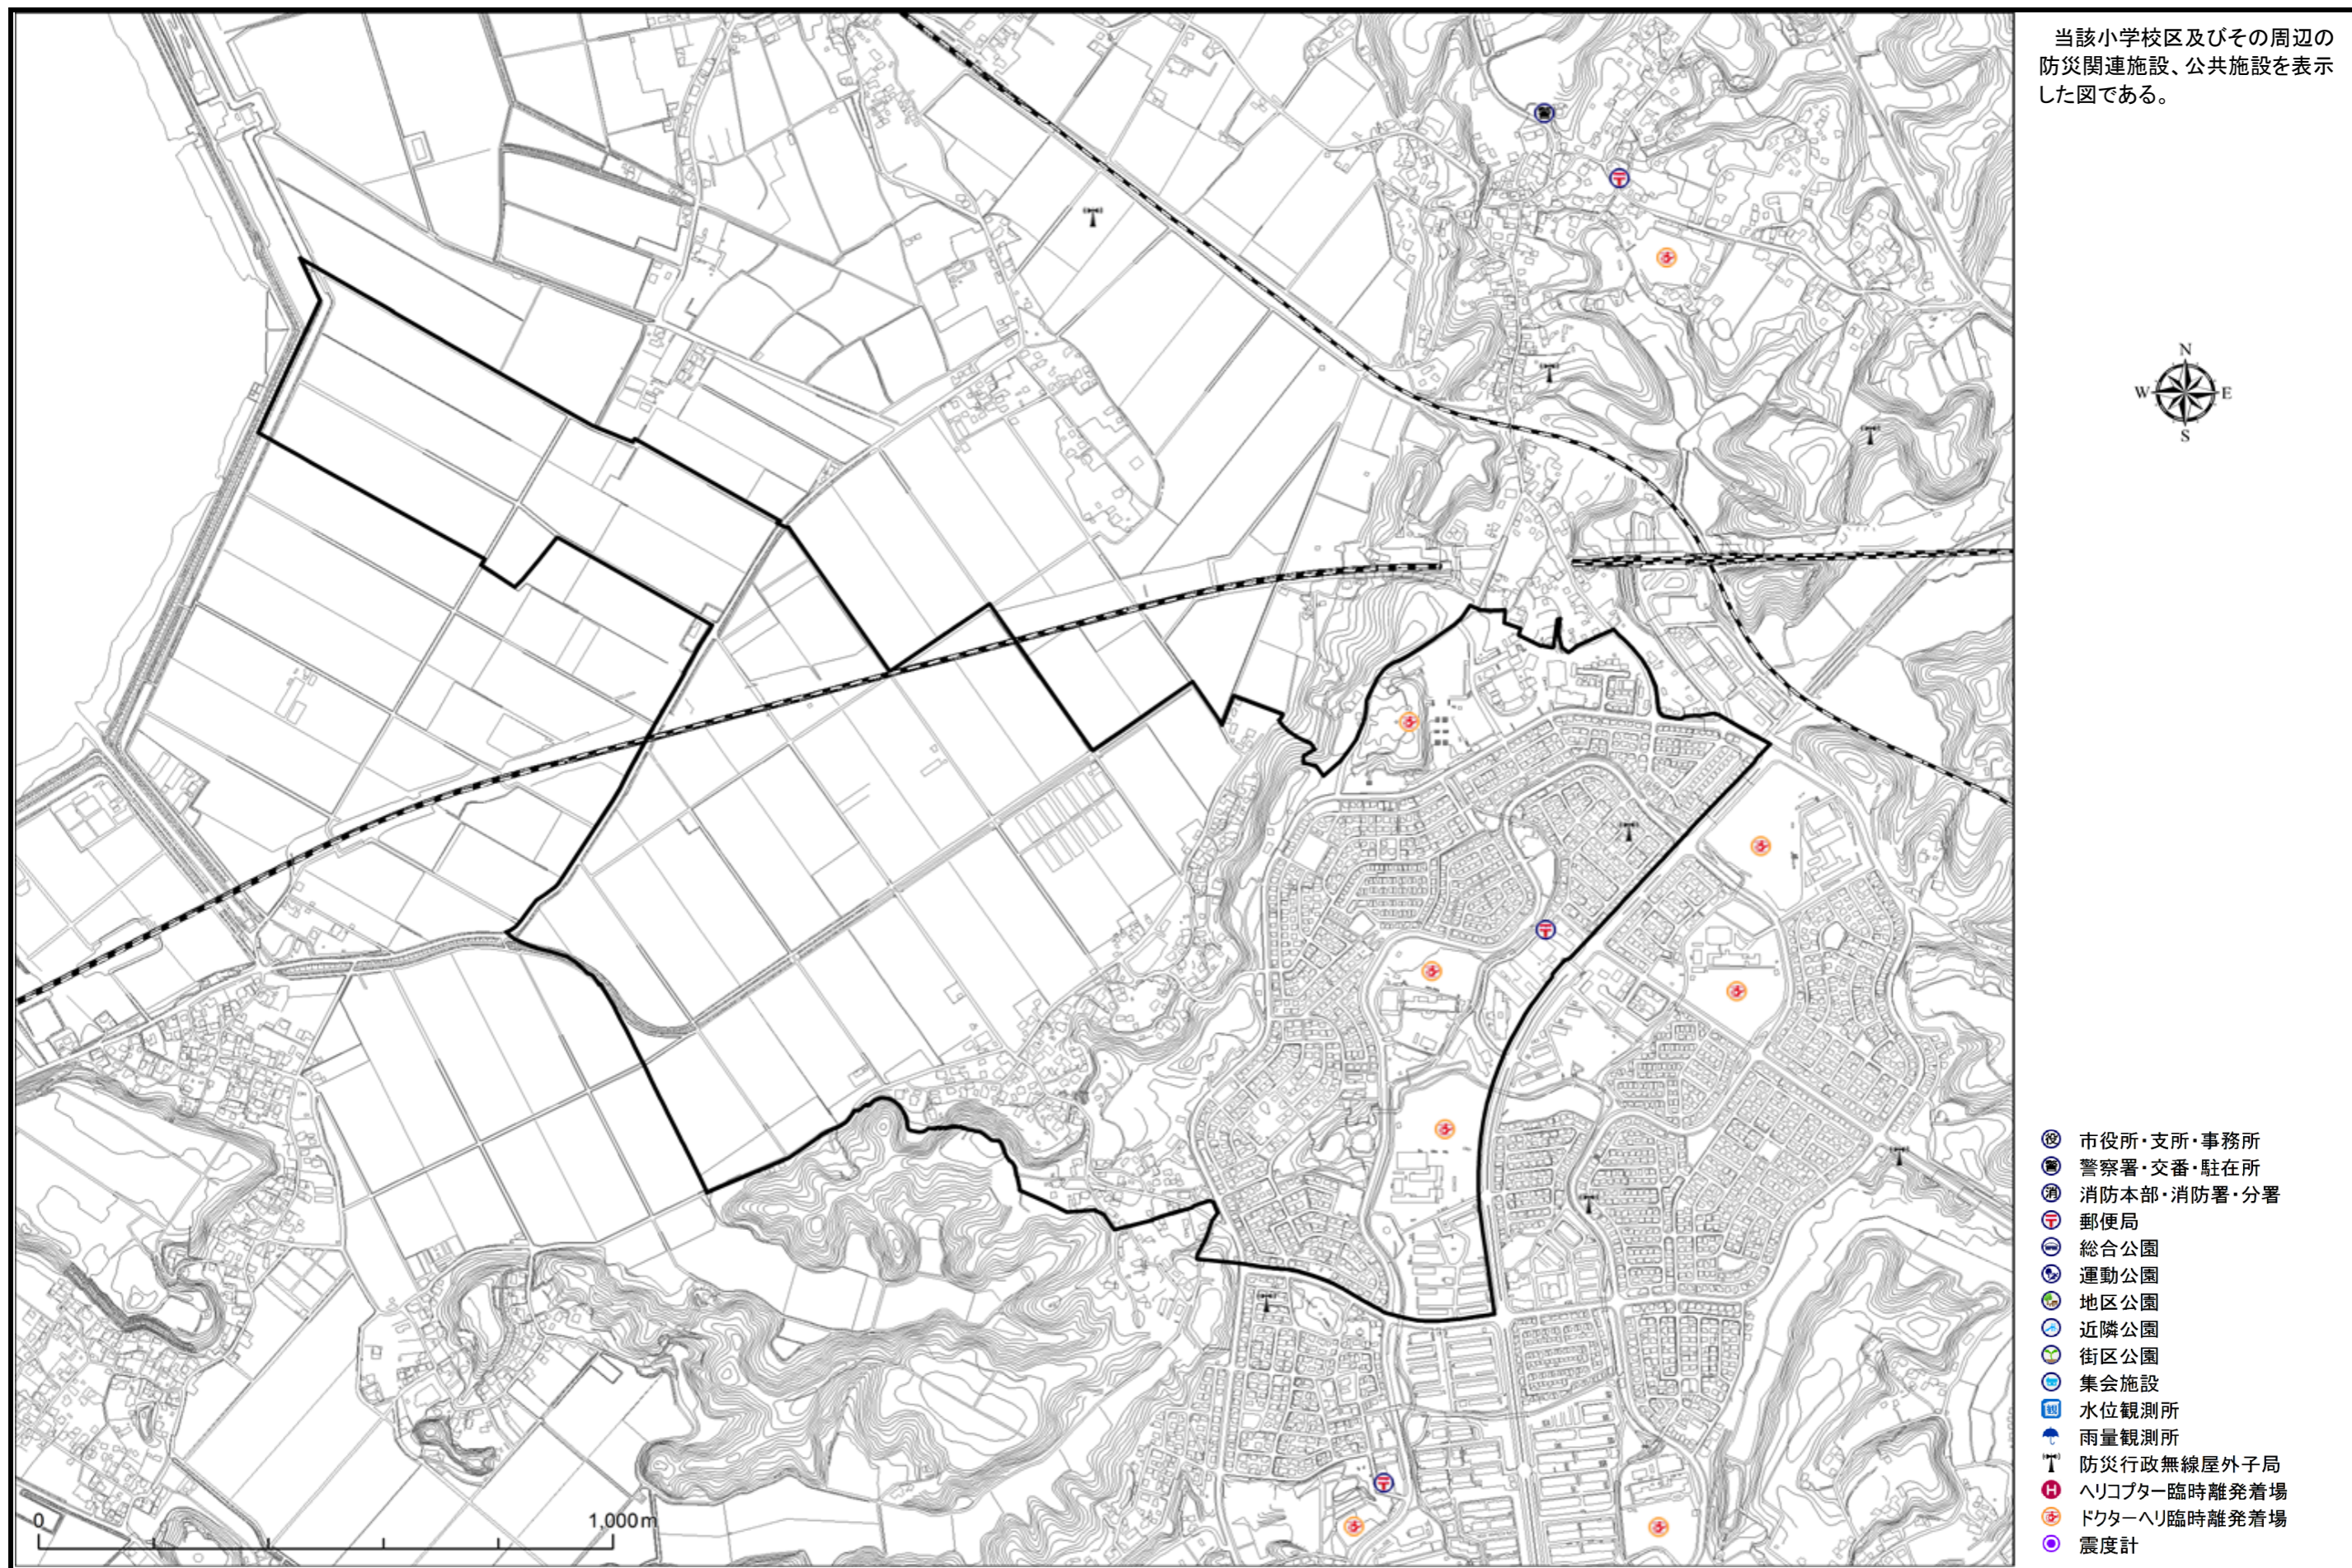 当該小学校区及びその周辺の
防災関連施設、公共施設を表示
した図である。
N
W
E
S
役 市役所・支所・事務所
警察署・交番・駐在所
消 消防本部・消防署・分署
郵便局
総合公園
運動公園
地区公園
近隣公園
街区公園
集会施設
観 水位観測所
雨量観測所
防災行政無線屋外子局
H ヘリコプター臨時離発着場
ドクターヘリ臨時離発着場
震度計
0
1,000m